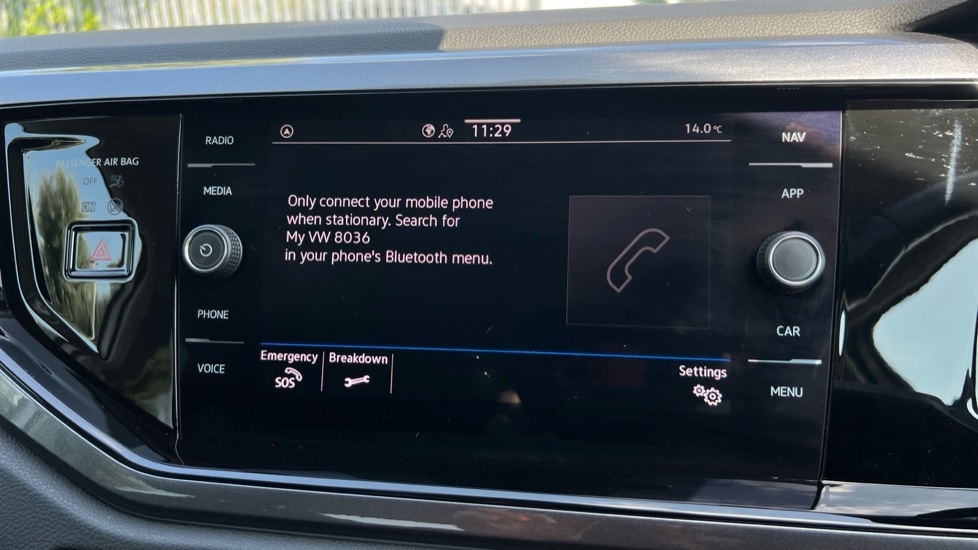 11:29
14.0°C
PASSENGER AIR BAG
OFF
ON
RADIO
MEDIA
PHONE
VOICE
Only connect your mobile phone
when stationary. Search for
My VW 8036
in your phone's Bluetooth menu.
Emergency
SOS
Breakdown
Settings
NAV
APP
CAR
MENU